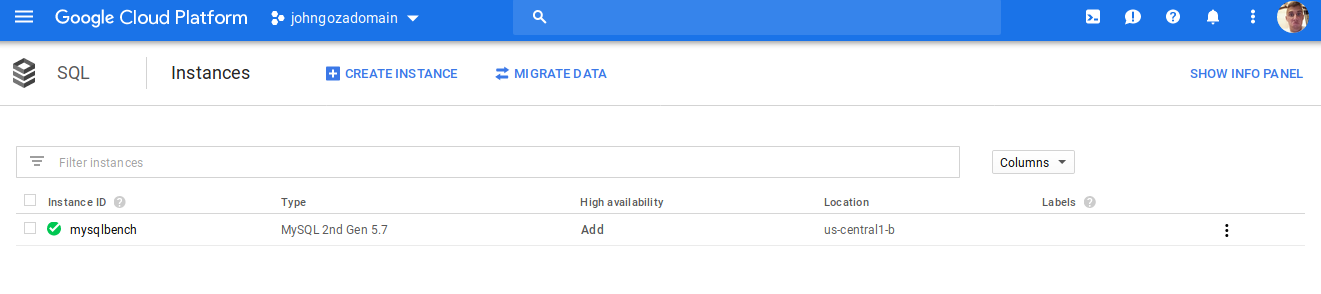 Google Cloud Platform johngozadomain
SQL Instances CREATE INSTANCE MIGRATE DATA SHOW INFO PANEL
Filter instances Columns
Instance ID Type High availability Location Labels
mysqlbench MySQL 2nd Gen 5.7 Add us-central1-b